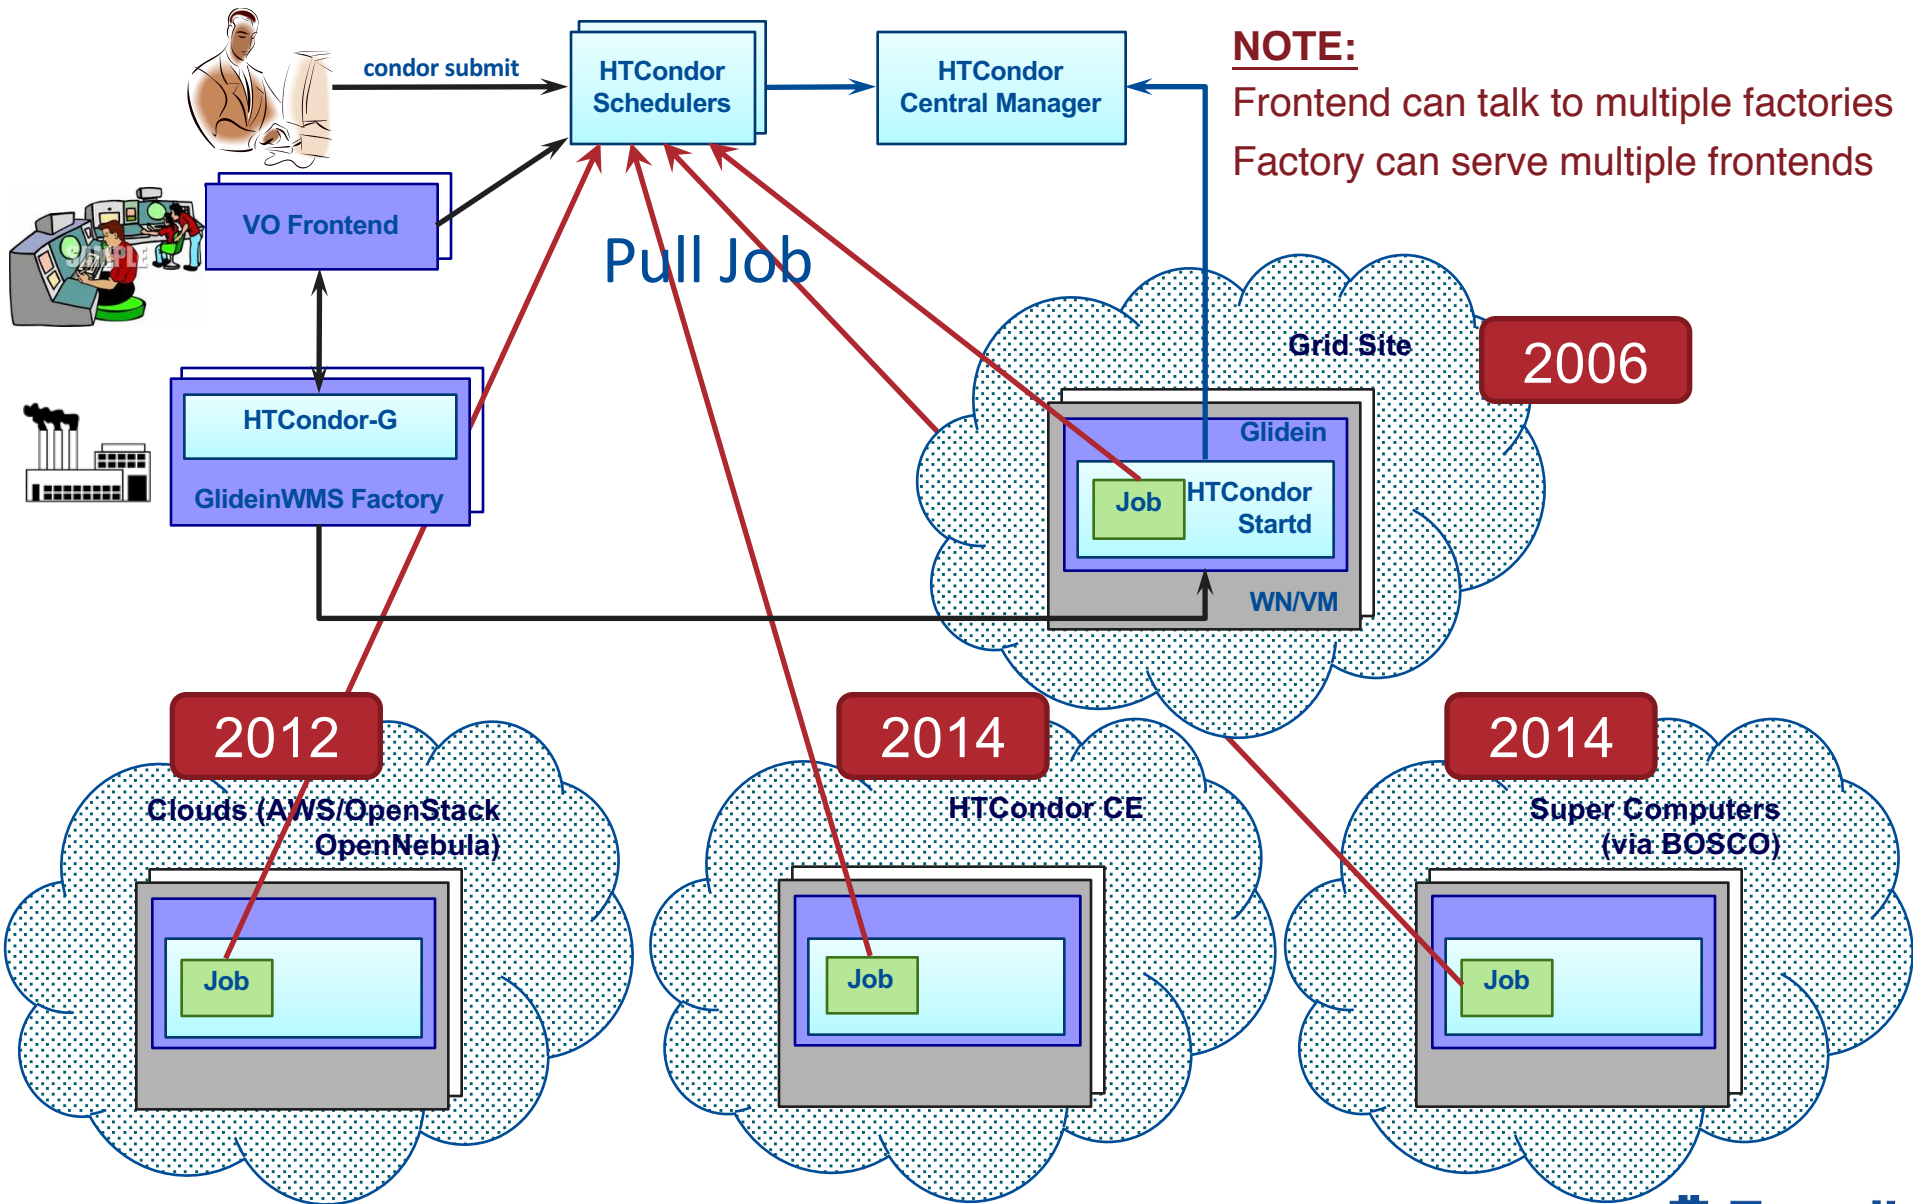 condor submit
HTCondor
Schedulers
HTCondor
Central Manager
NOTE:
Frontend can talk to multiple factories
Factory can serve multiple frontends
VO Frontend
Pull Job
HTCondor-G
GlideinWMS Factory
Grid Site
2006
Glidein
Job
HTCondor
Startd
WN/VM
2012
Clouds (AWS/OpenStack
OpenNebula)
Job
2014
HTCondor CE
Job
2014
Super Computers
(via BOSCO)
Job